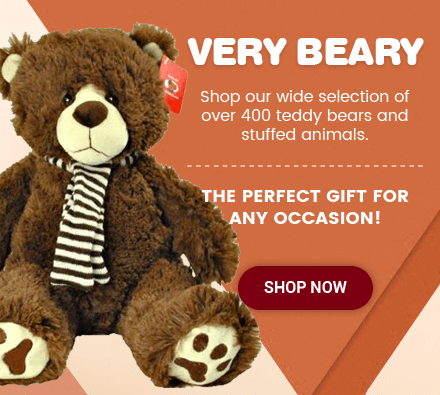 VERY BEARY
Shop our wide selection of
over 400 teddy bears and
stuffed animals.
THE PERFECT GIFT FOR
ANY OCCASION!
SHOP NOW